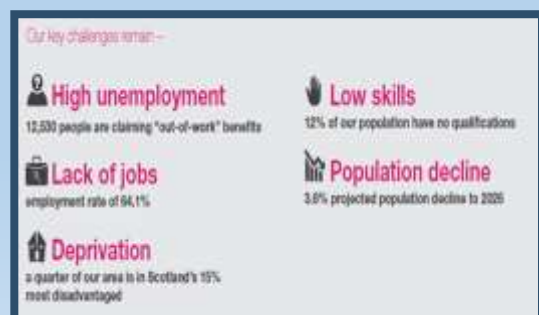 Our key challenges remain –
High unemployment
12,530 people are claiming "out-of-work" benefits
Lack of jobs
employment rate of 64.1%
Deprivation
a quarter of our area is in Scotland's 15%
most disadvantaged
Low skills
12% of our population have no qualifications
Population decline
3.6% projected population decline to 2026